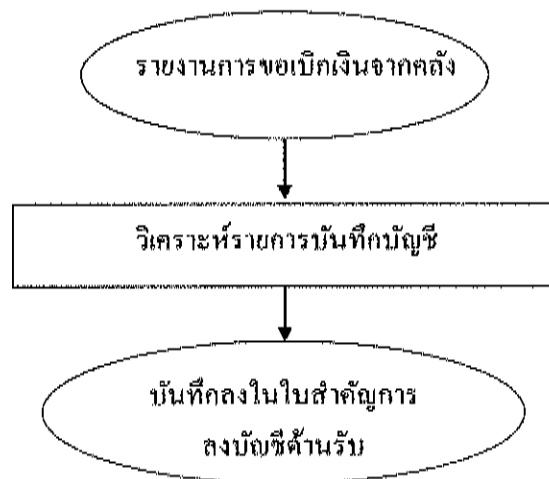 รายงานการขอเบิกเงินจากคลัง
วิเคราะห์รายการบันทึกบัญชี
บันทึกลงในใบสำคัญการ
ลงบัญชีด้านรับ